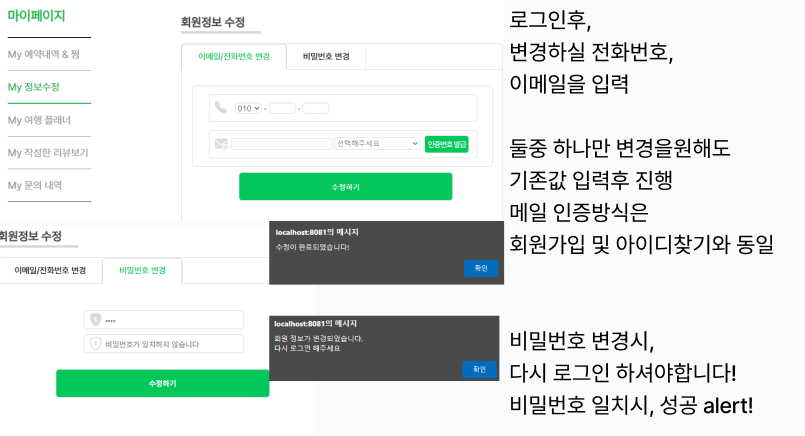 마이페이지
My 예약내역 & 찜
My 정보수정
My 여행 플래너
My 작성한 리뷰보기
My 문의 내역
회원정보 수정
이메일/전화번호 변경
비밀번호 변경
010 - -
선택해주세요
인증번호 발급
수정하기
로그인후,
변경하실 전화번호,
이메일을 입력
둘중 하나만 변경을원해도
기존값 입력후 진행
메일 인증방식은
회원가입 및 아이디찾기와 동일
회원정보 수정
이메일/전화번호 변경
비밀번호 변경
••••
비밀번호가 일치하지 않습니다
수정하기
localhost:8081의 메시지
수정이 완료되었습니다!
확인
localhost:8081의 메시지
회원 정보가 변경되었습니다.
다시 로그인 해주세요
확인
비밀번호 변경시,
다시 로그인 하셔야합니다!
비밀번호 일치시, 성공 alert!